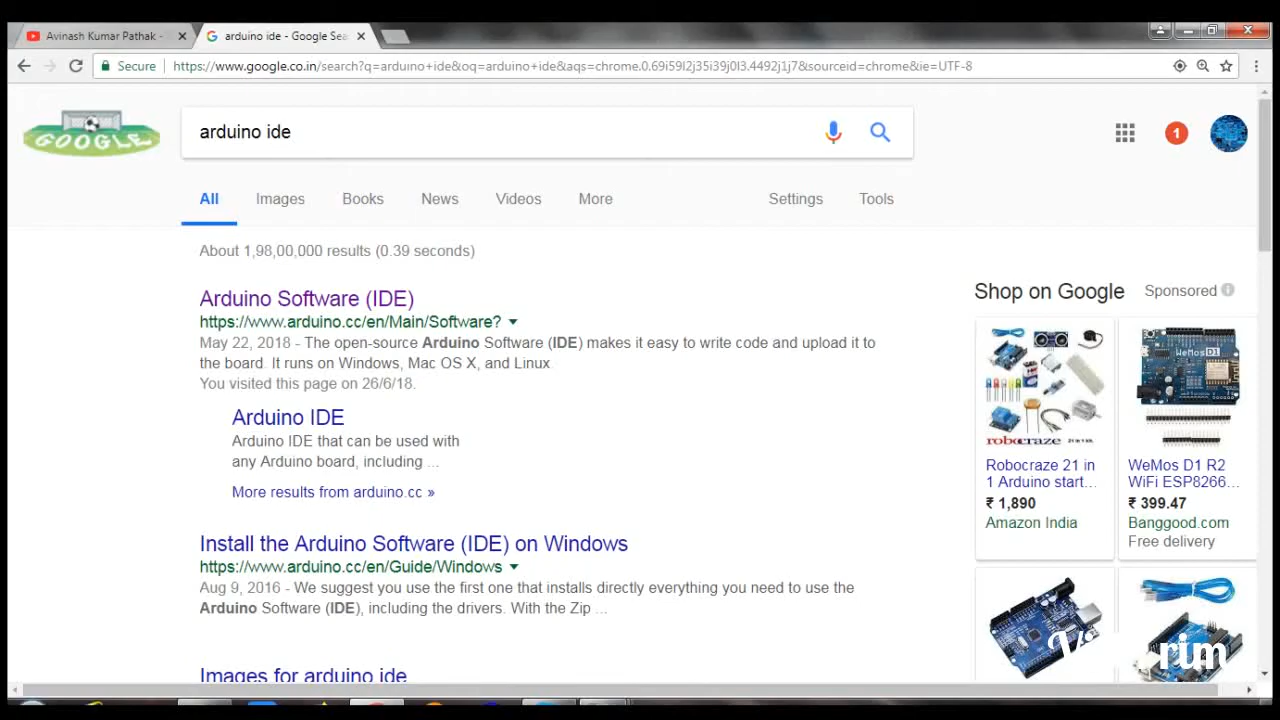 Avinash Kumar Pathak -
arduino ide - Google Sea
Secure
https://www.google.co.in/search?q=arduino+ide&oq=arduino+ide&aqs=chrome.0.69i59l2j35i39j0l3.4492j1j7&sourceid=chrome&ie=UTF-8
GOOGLE
arduino ide
1
All Images Books News Videos More Settings Tools
About 1,98,00,000 results (0.39 seconds)
Arduino Software (IDE)
https://www.arduino.cc/en/Main/Software?
May 22, 2018 - The open-source Arduino Software (IDE) makes it easy to write code and upload it to
the board. It runs on Windows, Mac OS X, and Linux.
You visited this page on 26/6/18.
Arduino IDE
Arduino IDE that can be used with
any Arduino board, including ...
More results from arduino.cc »
Install the Arduino Software (IDE) on Windows
https://www.arduino.cc/en/Guide/Windows
Aug 9, 2016 - We suggest you use the first one that installs directly everything you need to use the
Arduino Software (IDE), including the drivers. With the Zip ...
Images for arduino ide
Shop on Google Sponsored
robocraze 21 in 1 kit
Robocraze 21 in
1 Arduino start...
₹ 1,890
Amazon India
WeMos D1
WeMos D1 R2
WiFi ESP8266...
₹ 399.47
Banggood.com
Free delivery